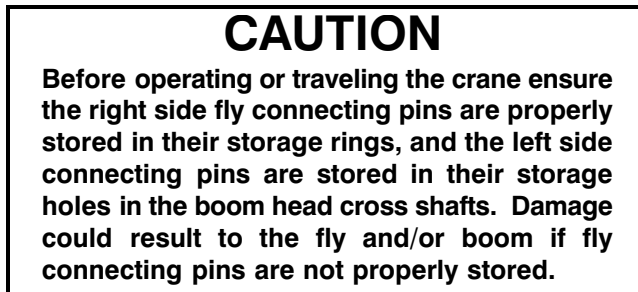 CAUTION
Before operating or traveling the crane ensure
the right side fly connecting pins are properly
stored in their storage rings, and the left side
connecting pins are stored in their storage
holes in the boom head cross shafts. Damage
could result to the fly and/or boom if fly
connecting pins are not properly stored.